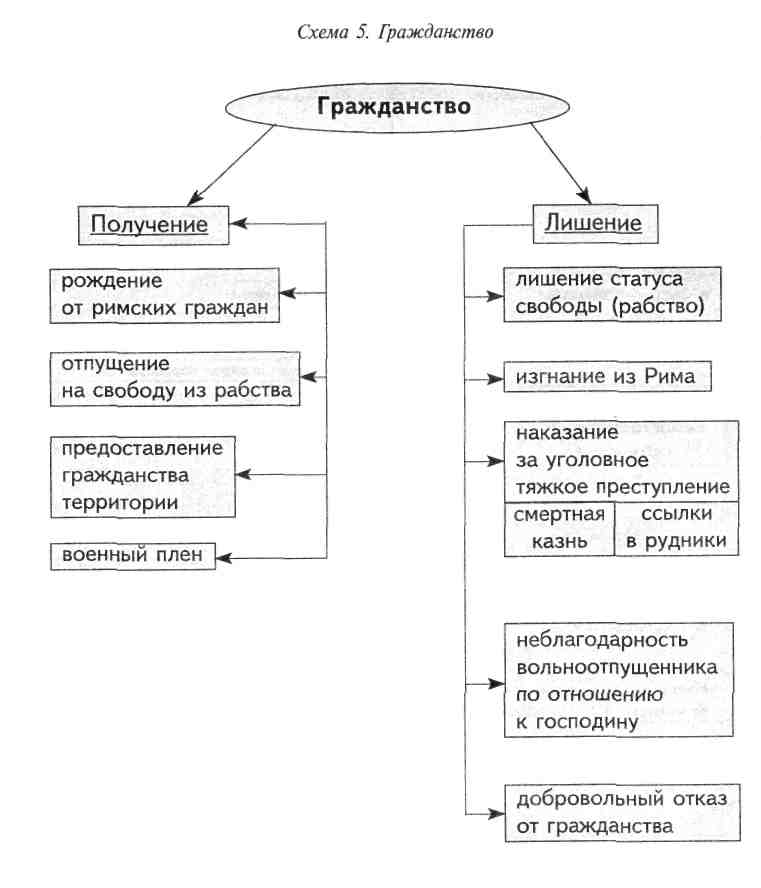 Схема 5. Гражданство
Гражданство
Получение
рождение
от римских граждан
отпущение
на свободу из рабства
предоставление
гражданства
территории
военный плен
Лишение
лишение статуса
свободы (рабство)
изгнание из Рима
наказание
за уголовное
тяжкое преступление
смертная
казнь
ссылки
в рудники
неблагодарность
вольноотпущенника
по отношению
к господину
добровольный отказ
от гражданства